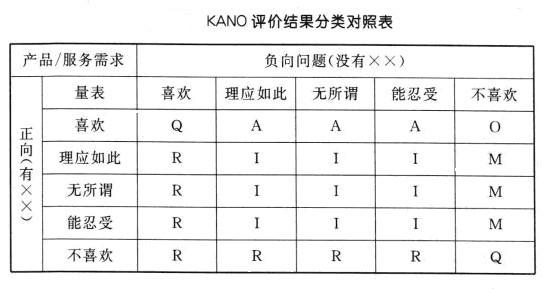 KANO 评价结果分类对照表
产品/服务需求 负向问题(没有××)
量表 喜欢 理应如此 无所谓 能忍受 不喜欢
正向(有××)
喜欢 Q A A A O
理应如此 R I I I M
无所谓 R I I I M
能忍受 R I I I M
不喜欢 R R R R Q